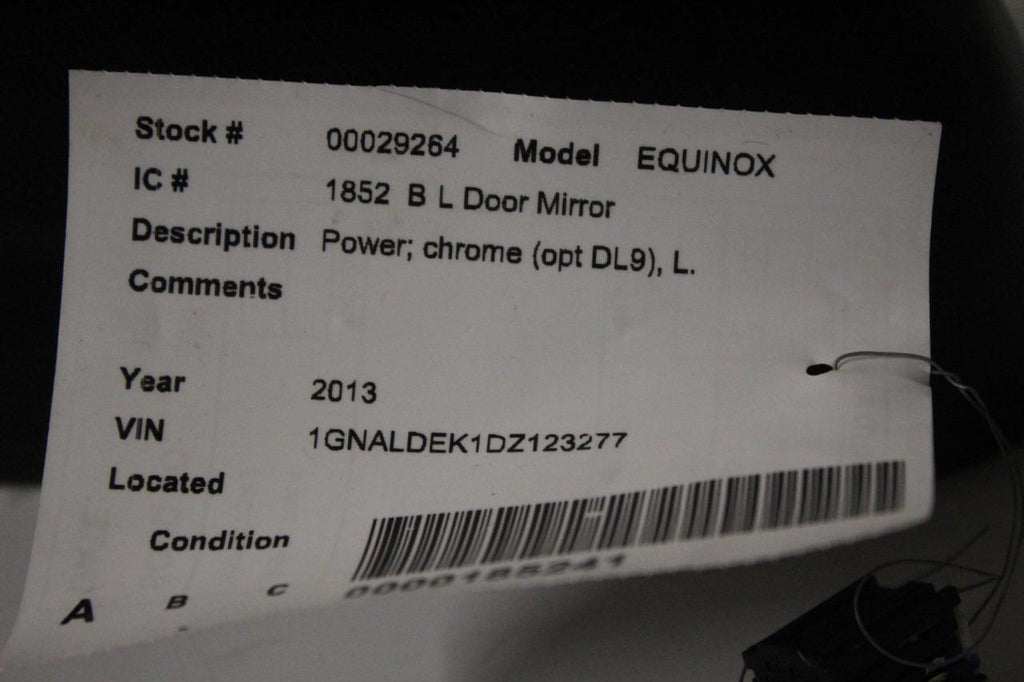 Stock # 00029264 Model EQUINOX
IC # 1852 B L Door Mirror
Description Power; chrome (opt DL9), L.
Comments
Year 2013
VIN 1GNALDEK1DZ123277
Located
Condition
0000185241
A B C